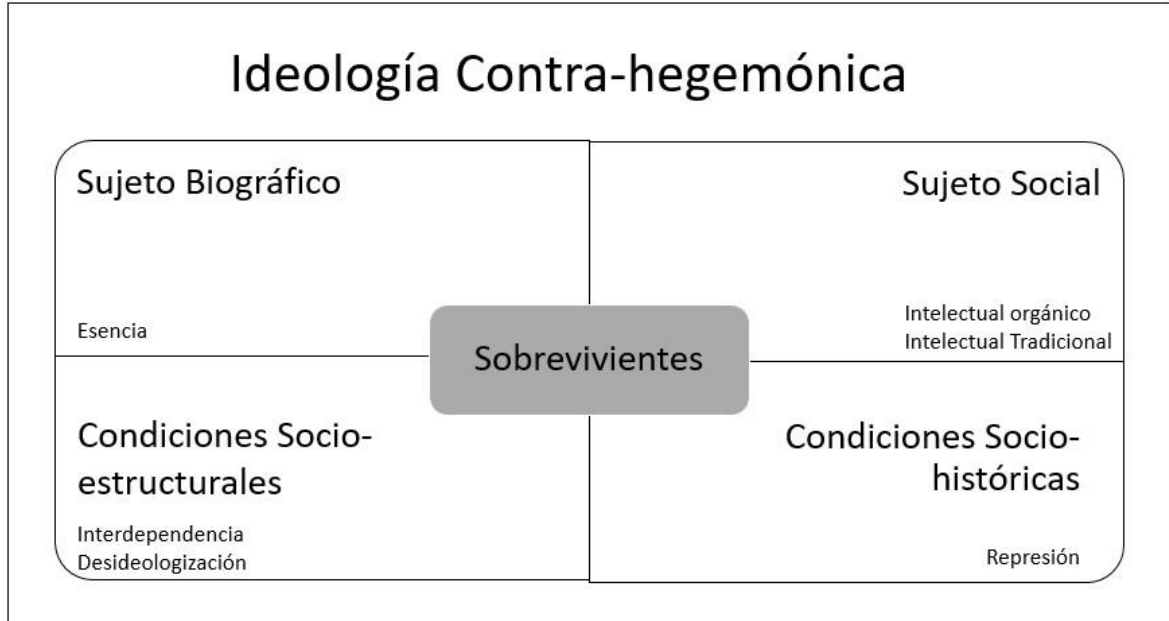 Ideología Contra-hegemónica
Sujeto Biográfico
Esencia
Sujeto Social
Intelectual orgánico
Intelectual Tradicional
Sobrevivientes
Condiciones Socio-
estructurales
Interdependencia
Desideologización
Condiciones Socio-
históricas
Represión